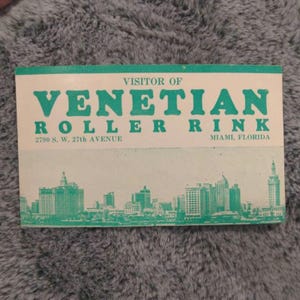 VISITOR OF
VENETIAN
ROLLER RINK
2790 S. W. 27th AVENUE MIAMI, FLORIDA